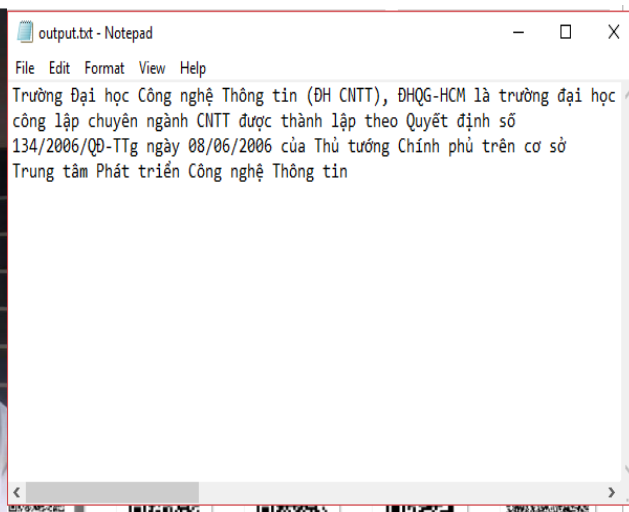 output.txt - Notepad
File Edit Format View Help
Trường Đại học Công nghệ Thông tin (ĐH CNTT), ĐHQG-HCM là trường đại học
công lập chuyên ngành CNTT được thành lập theo Quyết định số
134/2006/QĐ-TTg ngày 08/06/2006 của Thủ tướng Chính phủ trên cơ sở
Trung tâm Phát triển Công nghệ Thông tin